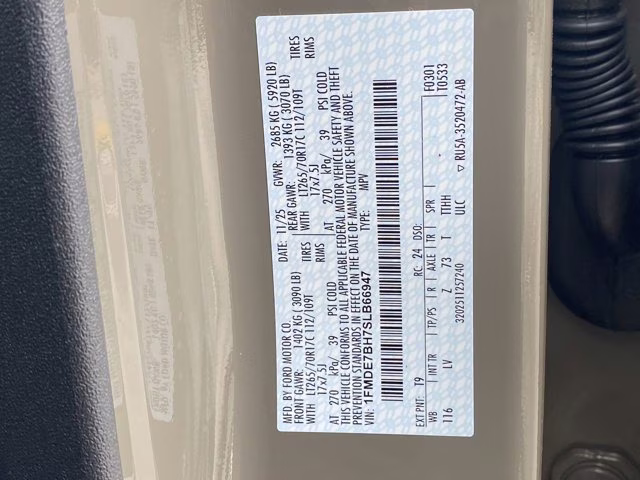 MFD. BY FORD MOTOR CO.
DATE: 11/25
GVWR: 2685 KG ( 5920 LB)
FRONT GAWR: 1402 KG ( 3090 LB)
REAR GAWR: 1393 KG ( 3070 LB)
WITH LT265/70R17C 112/109T TIRES
WITH LT265/70R17C 112/109T TIRES
17x7.5J RIMS
17x7.5J RIMS
AT 270 kPa/ 39 PSI COLD
AT 270 kPa/ 39 PSI COLD
THIS VEHICLE CONFORMS TO ALL APPLICABLE FEDERAL MOTOR VEHICLE SAFETY AND THEFT
PREVENTION STANDARDS IN EFFECT ON THE DATE OF MANUFACTURE SHOWN ABOVE.
VIN: 1FMDE7BH7SLB66947
TYPE: MPV
F0301
T0533
EXT PNT: T9 RC: 24 DSO:
WB INT TR TP/PS R AXLE TR SPR
116 LV Z 73 T TTHH
3202511257240 ULC
▽ RU5A-3520472-AB